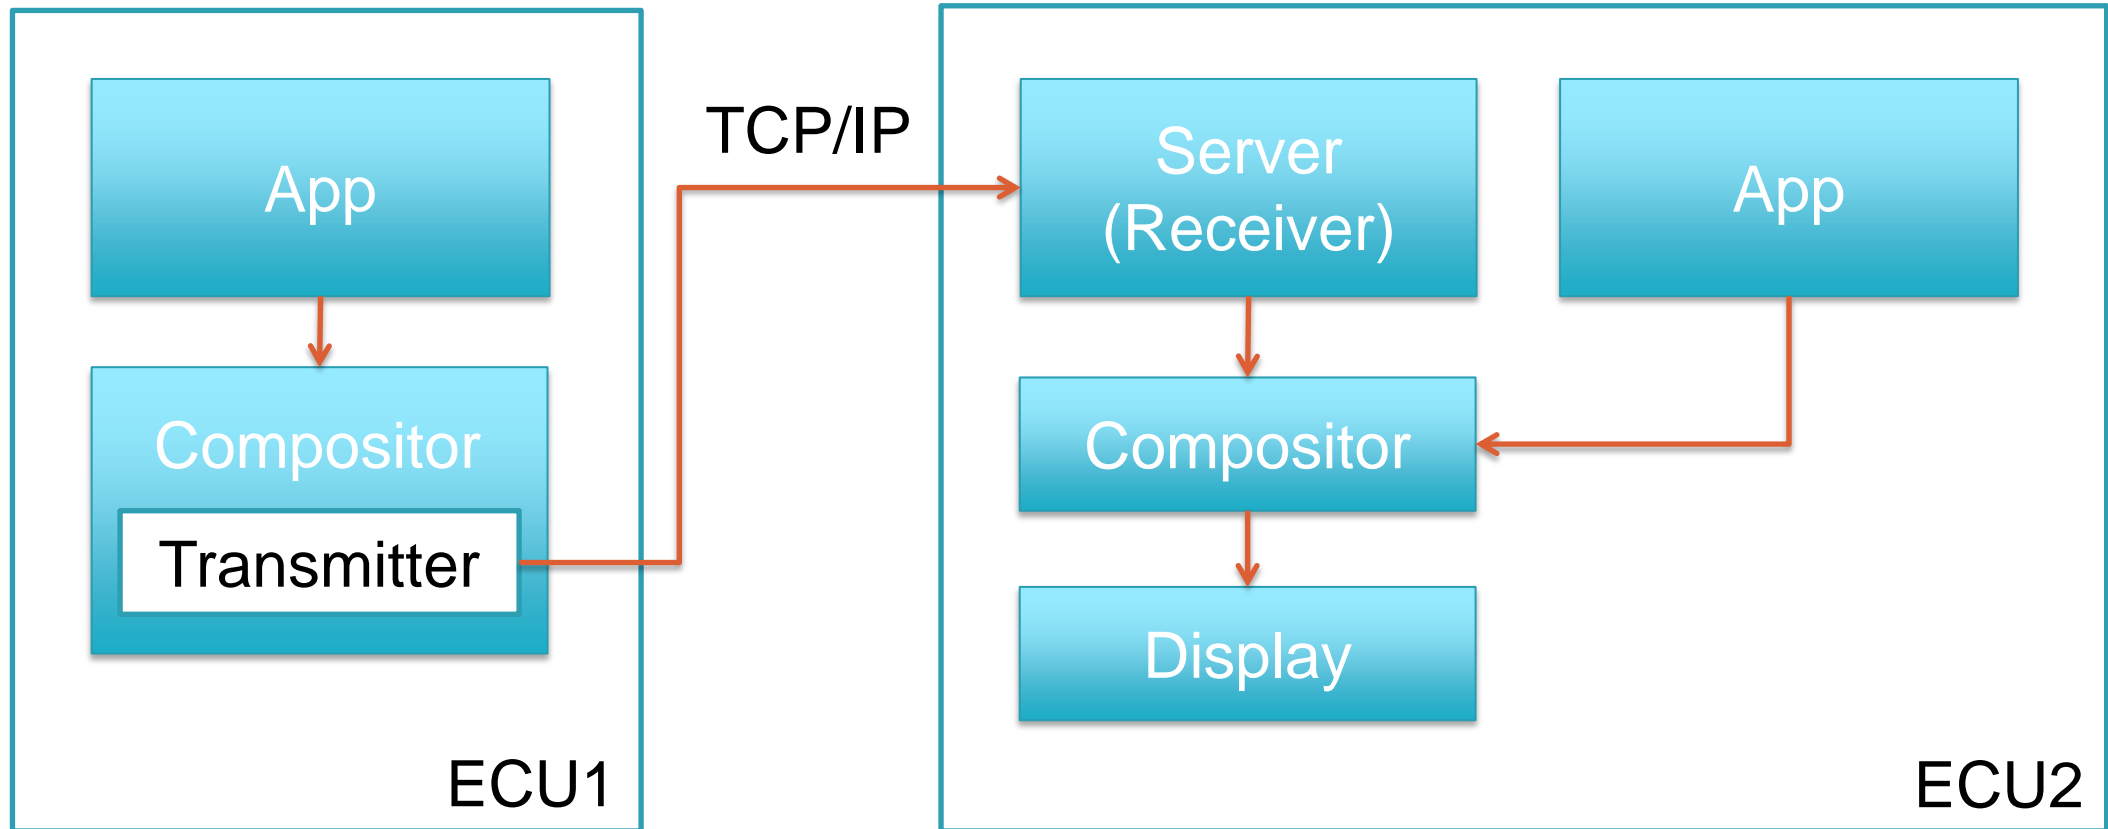 App
Compositor
Transmitter
ECU1
TCP/IP
Server
(Receiver)
App
Compositor
Display
ECU2